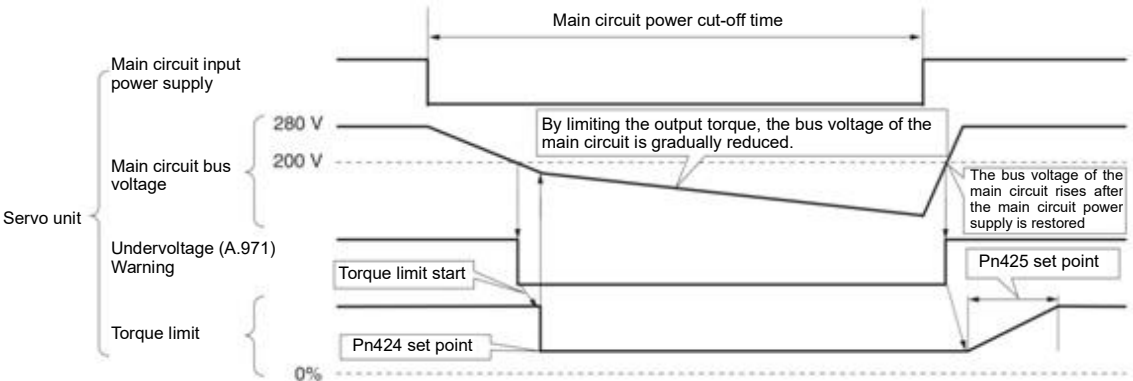 Main circuit power cut-off time
Main circuit input
power supply
280 V
By limiting the output torque, the bus voltage of the
main circuit is gradually reduced.
Main circuit bus
voltage
200 V
The bus voltage of the
main circuit rises after
the main circuit power
supply is restored
Servo unit
Undervoltage (A.971)
Warning
Torque limit start
Pn425 set point
Torque limit
Pn424 set point
0%